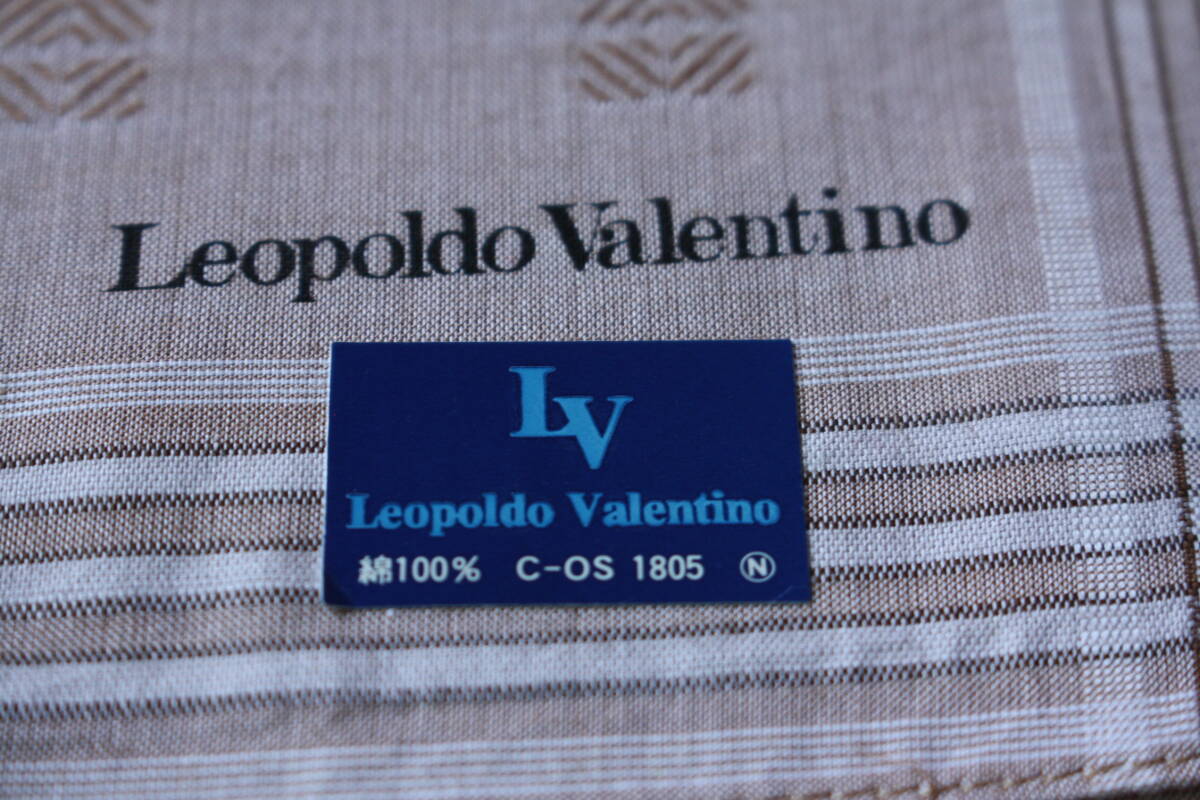 Leopoldo Valentino
LV
Leopoldo Valentino
綿100% C-OS 1805 Ⓝ